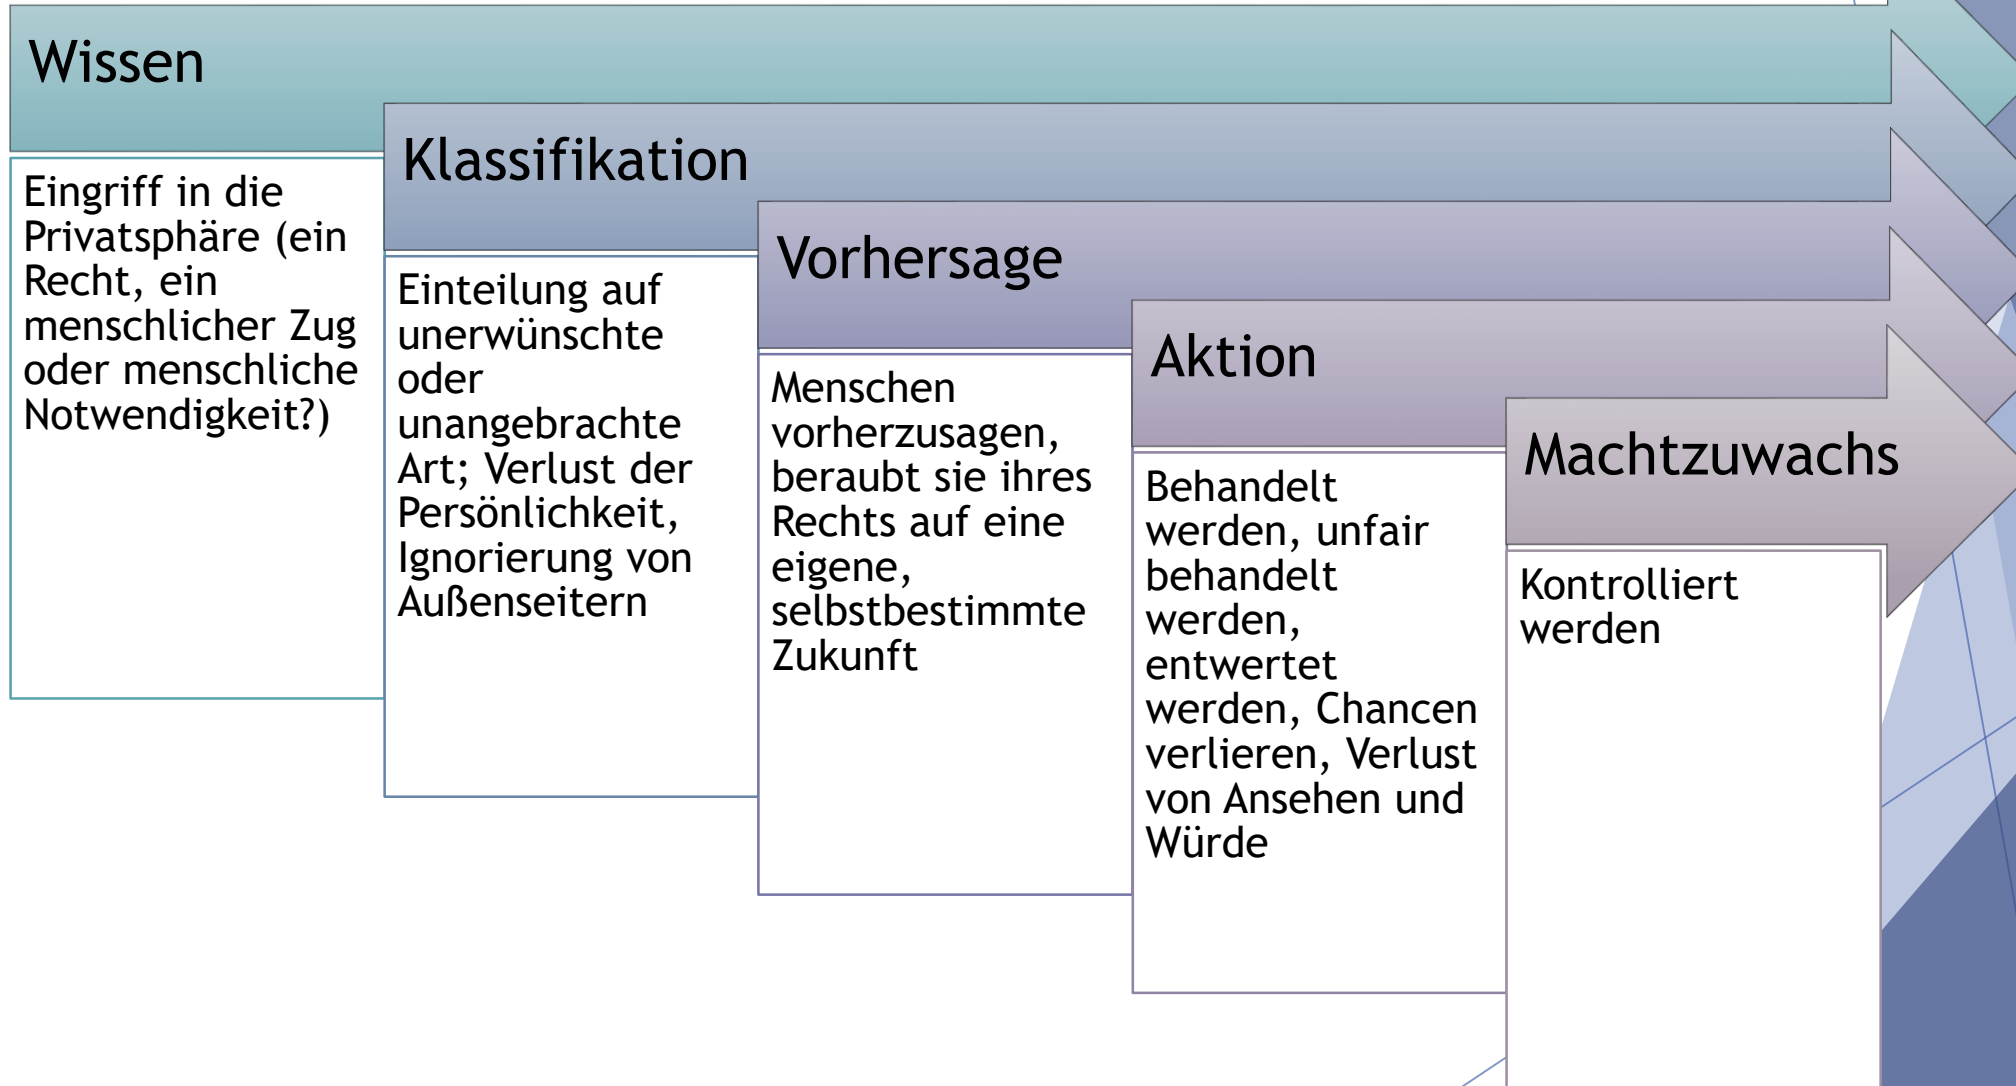 Wissen
Eingriff in die
Privatsphäre (ein
Recht, ein
menschlicher Zug
oder menschliche
Notwendigkeit?)
Klassifikation
Einteilung auf
unerwünschte
oder
unangebrachte
Art; Verlust der
Persönlichkeit,
Ignorierung von
Außenseitern
Vorhersage
Menschen
vorherzusagen,
beraubt sie ihres
Rechts auf eine
eigene,
selbstbestimmte
Zukunft
Aktion
Behandelt
werden, unfair
behandelt
werden,
entwertet
werden, Chancen
verlieren, Verlust
von Ansehen und
Würde
Machtzuwachs
Kontrolliert
werden